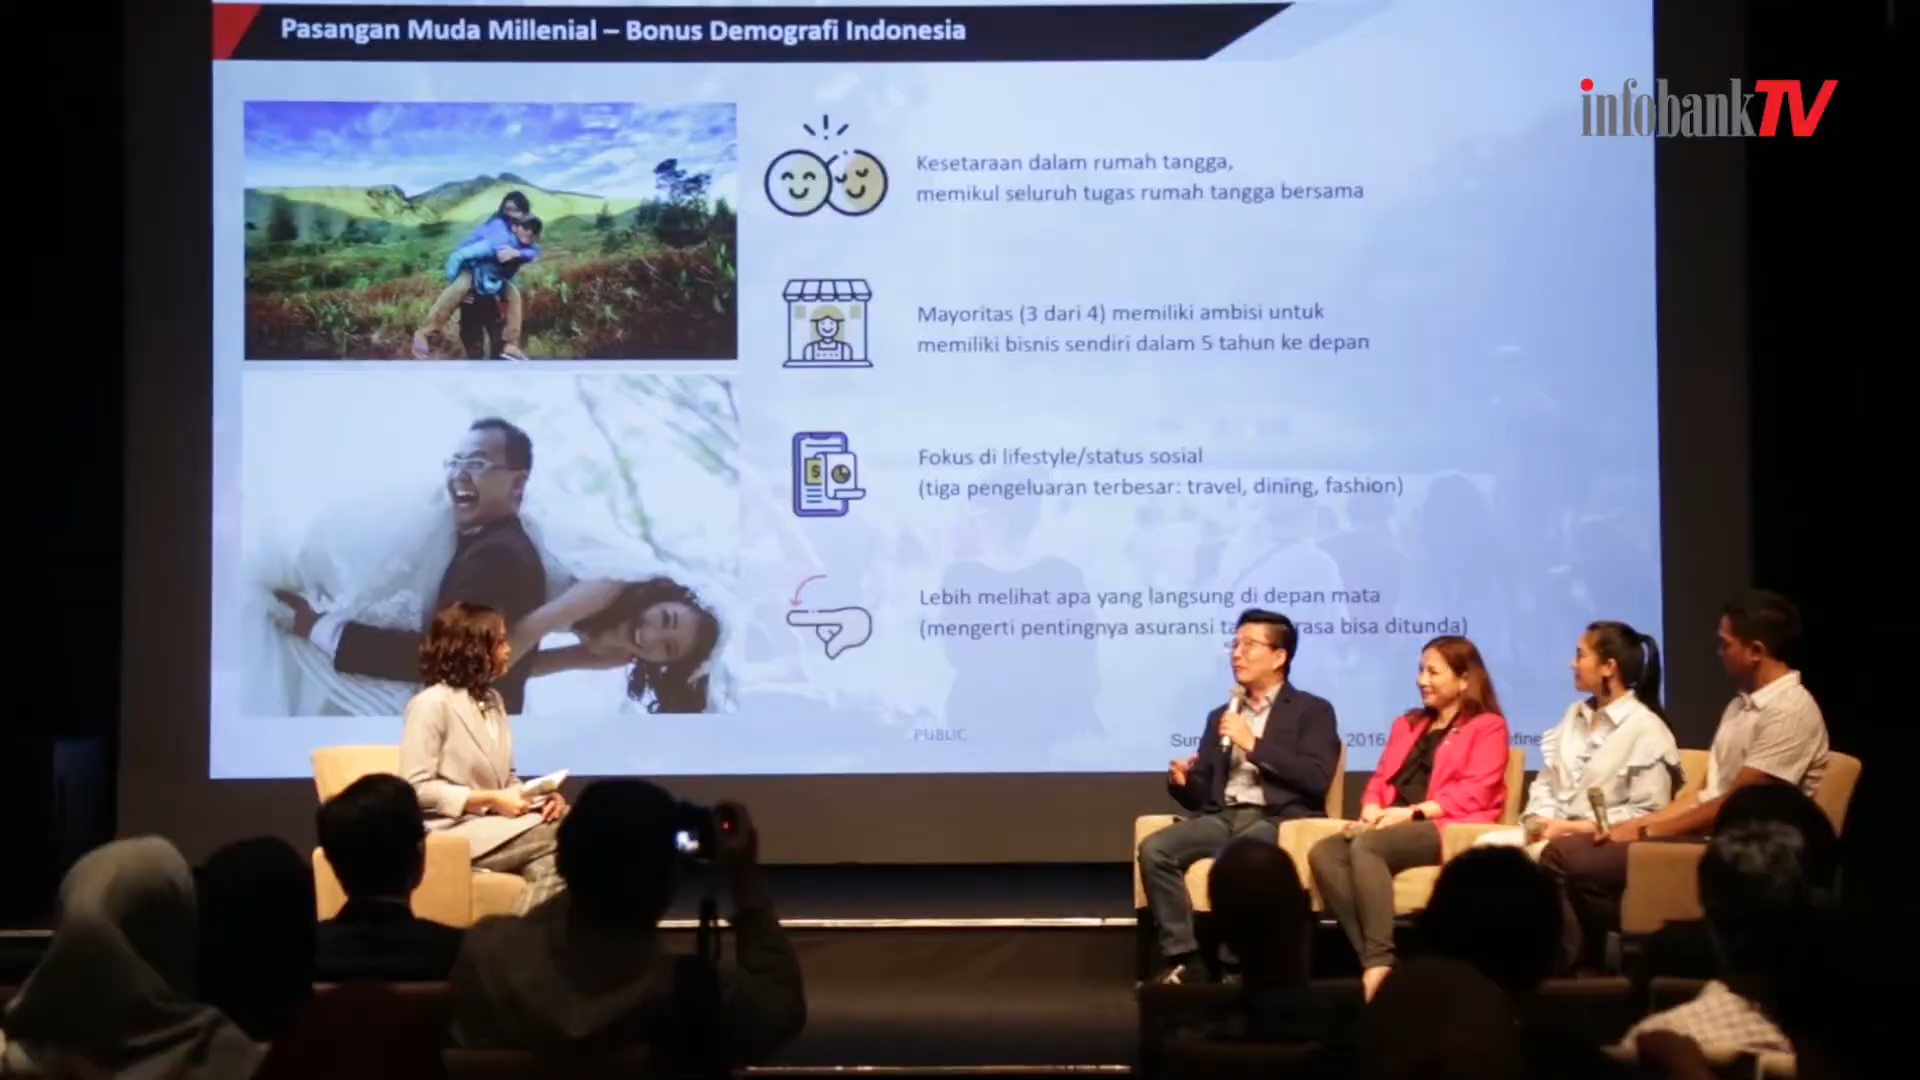 Pasangan Muda Millenial – Bonus Demografi Indonesia
infobankTV
Kesetaraan dalam rumah tangga,
memikul seluruh tugas rumah tangga bersama
Mayoritas (3 dari 4) memiliki ambisi untuk
memiliki bisnis sendiri dalam 5 tahun ke depan
Fokus di lifestyle/status sosial
(tiga pengeluaran terbesar: travel, dining, fashion)
Lebih melihat apa yang langsung di depan mata
(mengerti pentingnya asuransi bisa ditunda)
PUBLIC
2016